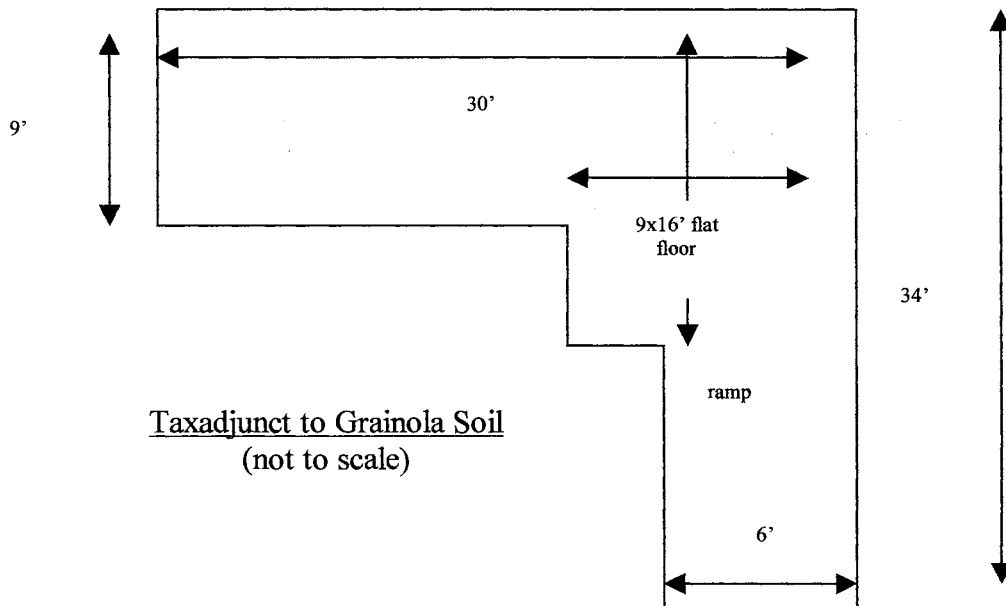 30’
9’
9x16’ flat
floor
34’
ramp
Taxadjunct to Grainola Soil
(not to scale)
6’